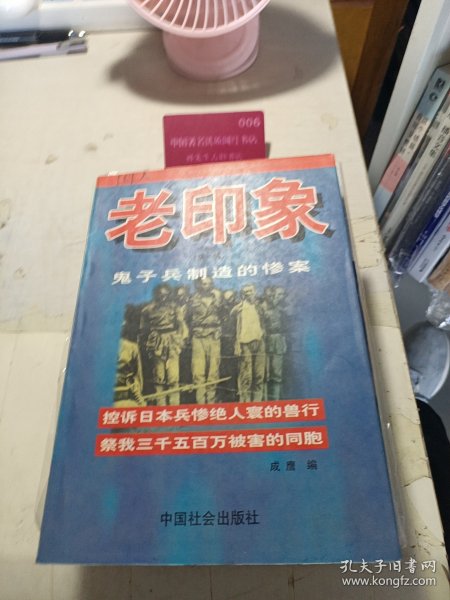 006
老印象
鬼子兵制造的惨案
控诉日本兵惨绝人寰的兽行
祭我三千五百万被害的同胞
成鹰 编
中国社会出版社
孔夫子旧书网
www.kongfz.com